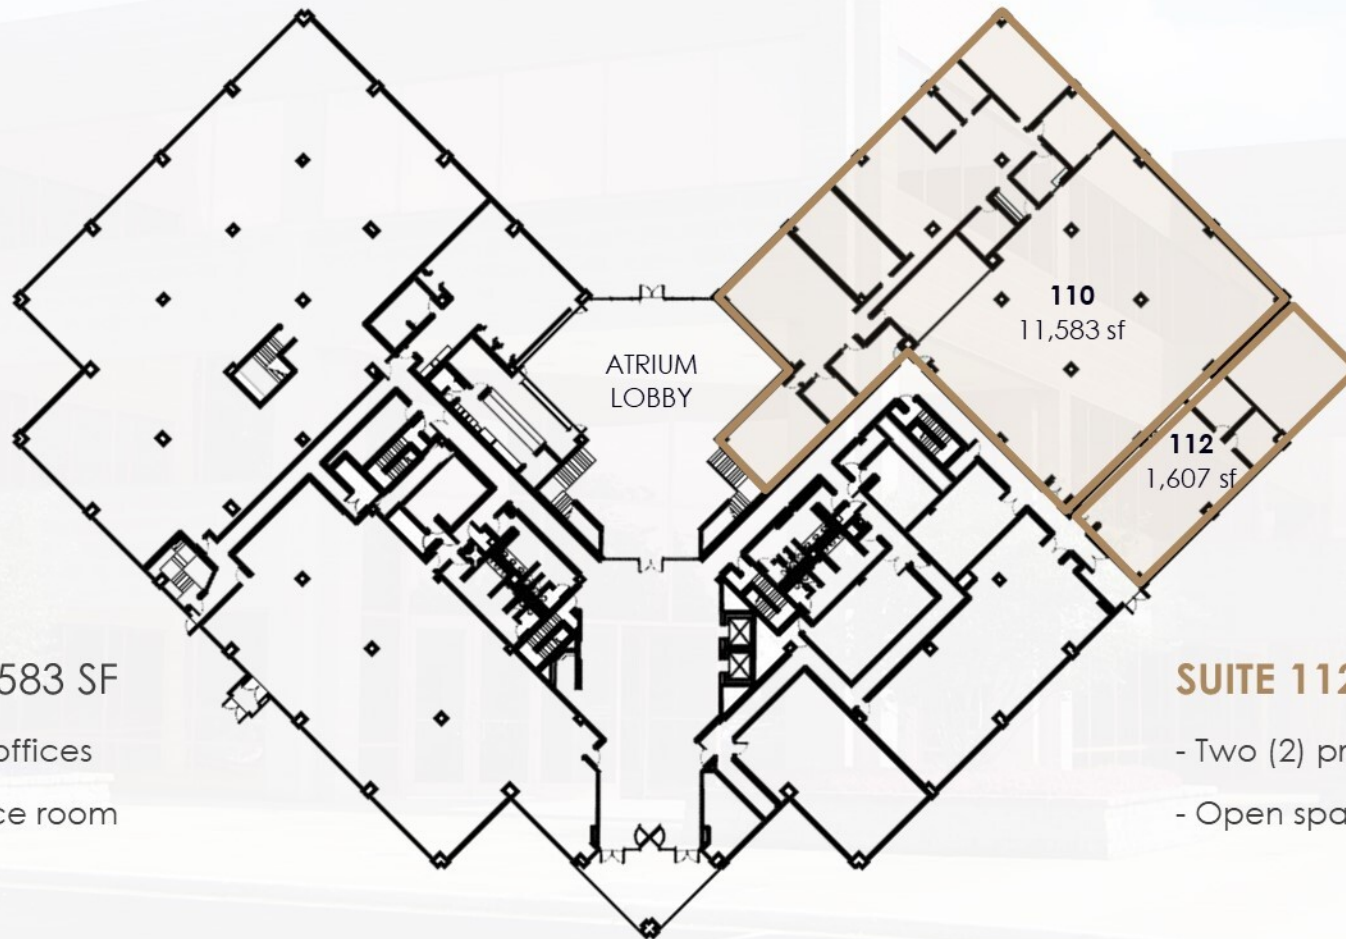 110
11,583 sf
ATRIUM
LOBBY
112
1,607 sf
583 SF
offices
ce room
SUITE 112
- Two (2) pr
- Open spa